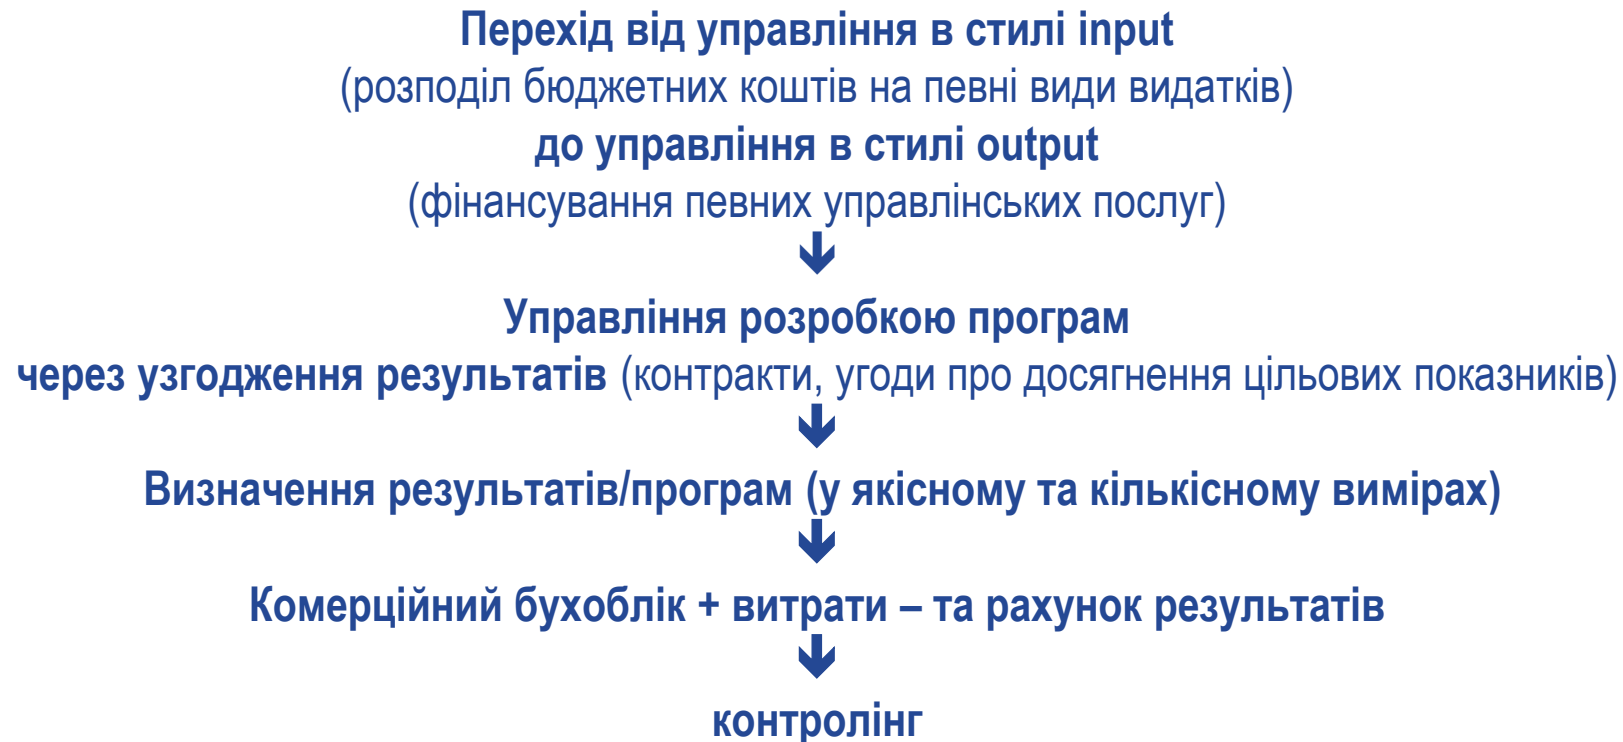 Перехід від управління в стилі input
(розподіл бюджетних коштів на певні види видатків)
до управління в стилі output
(фінансування певних управлінських послуг)
Управління розробкою програм
через узгодження результатів (контракти, угоди про досягнення цільових показників)
Визначення результатів/програм (у якісному та кількісному вимірах)
Комерційний бухоблік + витрати – та рахунок результатів
контролінг